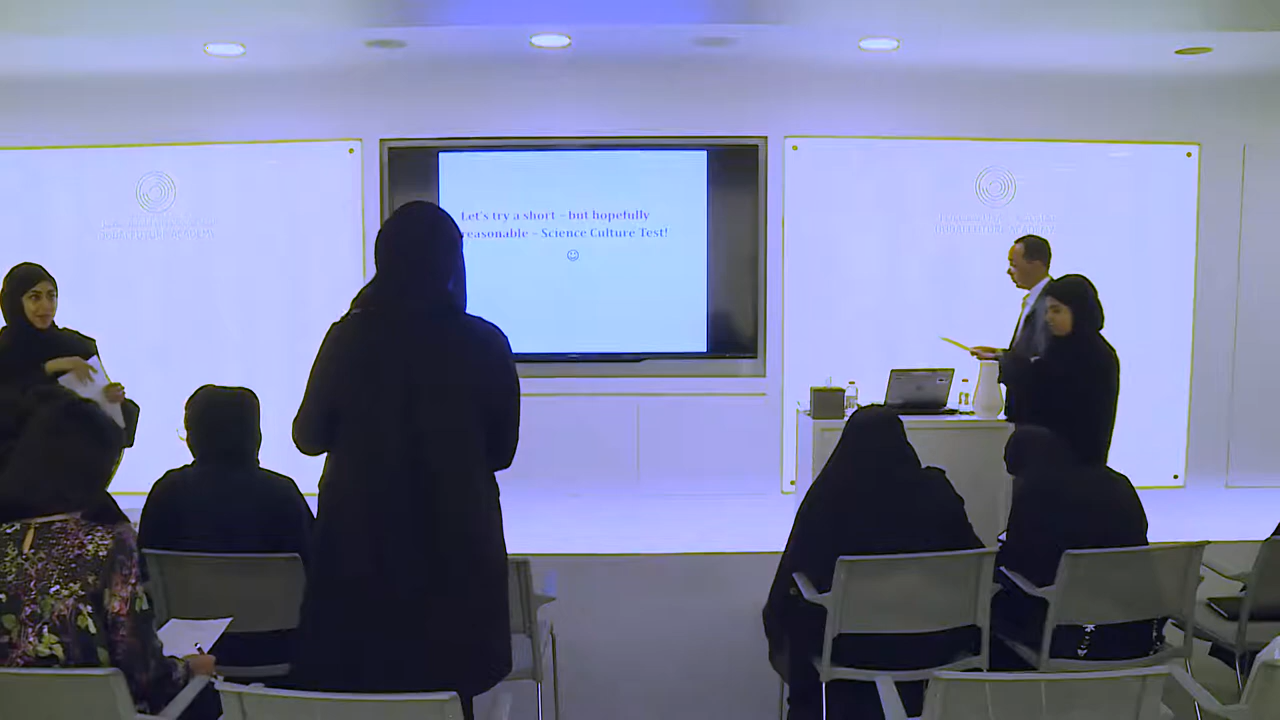 Let's try a short – but hopefully
reasonable – Science Culture Test!
DUBAI FUTURE ACADEMY
DUBAI FUTURE ACADEMY